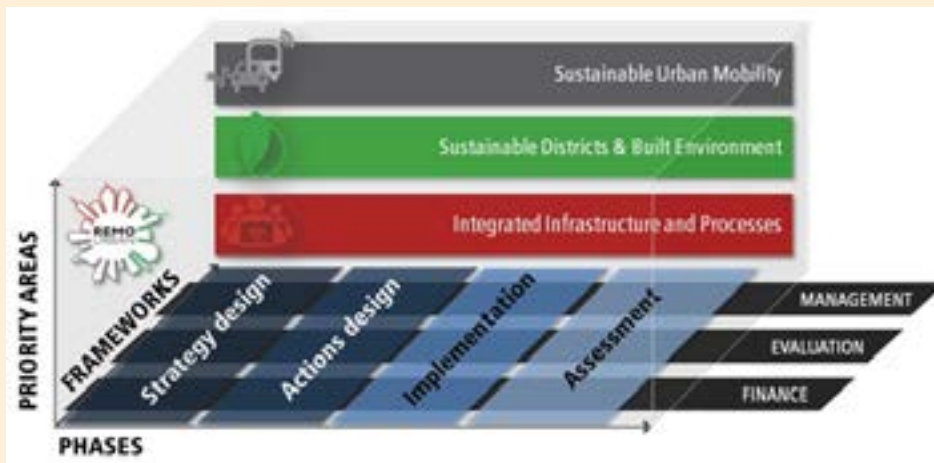 Sustainable Urban Mobility
Sustainable Districts & Built Environment
Integrated Infrastructure and Processes
REMO
PRIORITY AREAS
FRAMEWORKS
Strategy design
Actions design
Implementation
Assessment
MANAGEMENT
EVALUATION
FINANCE
PHASES